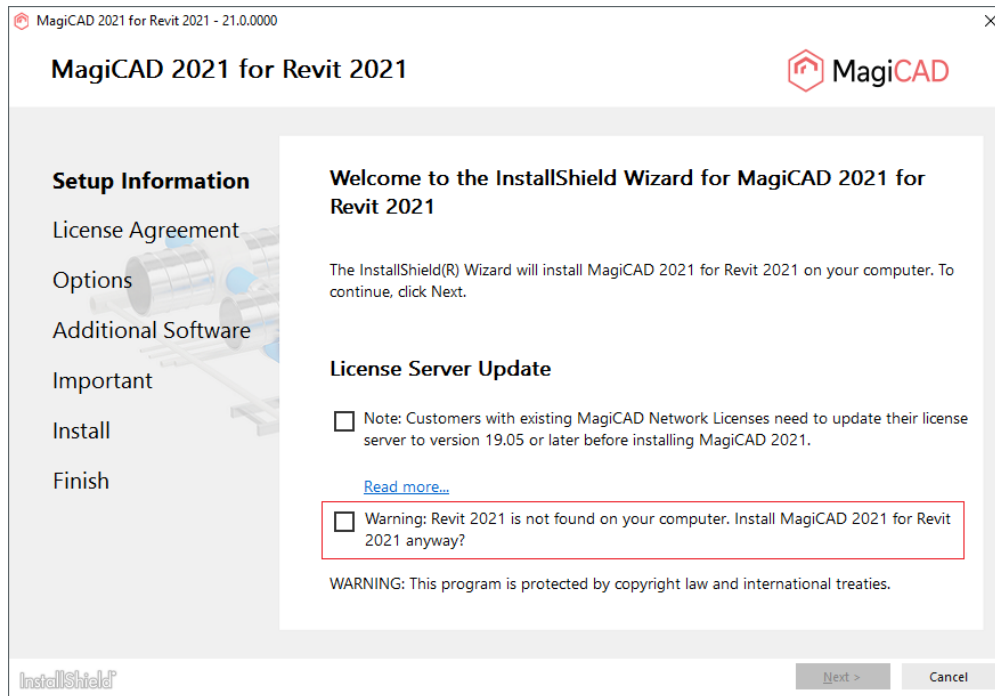 MagiCAD 2021 for Revit 2021 - 21.0.0000
MagiCAD 2021 for Revit 2021
MagiCAD
Setup Information
License Agreement
Options
Additional Software
Important
Install
Finish
Welcome to the InstallShield Wizard for MagiCAD 2021 for
Revit 2021
The InstallShield(R) Wizard will install MagiCAD 2021 for Revit 2021 on your computer. To
continue, click Next.
License Server Update
Note: Customers with existing MagiCAD Network Licenses need to update their license
server to version 19.05 or later before installing MagiCAD 2021.
Read more...
Warning: Revit 2021 is not found on your computer. Install MagiCAD 2021 for Revit
2021 anyway?
WARNING: This program is protected by copyright law and international treaties.
InstallShield
Next >
Cancel